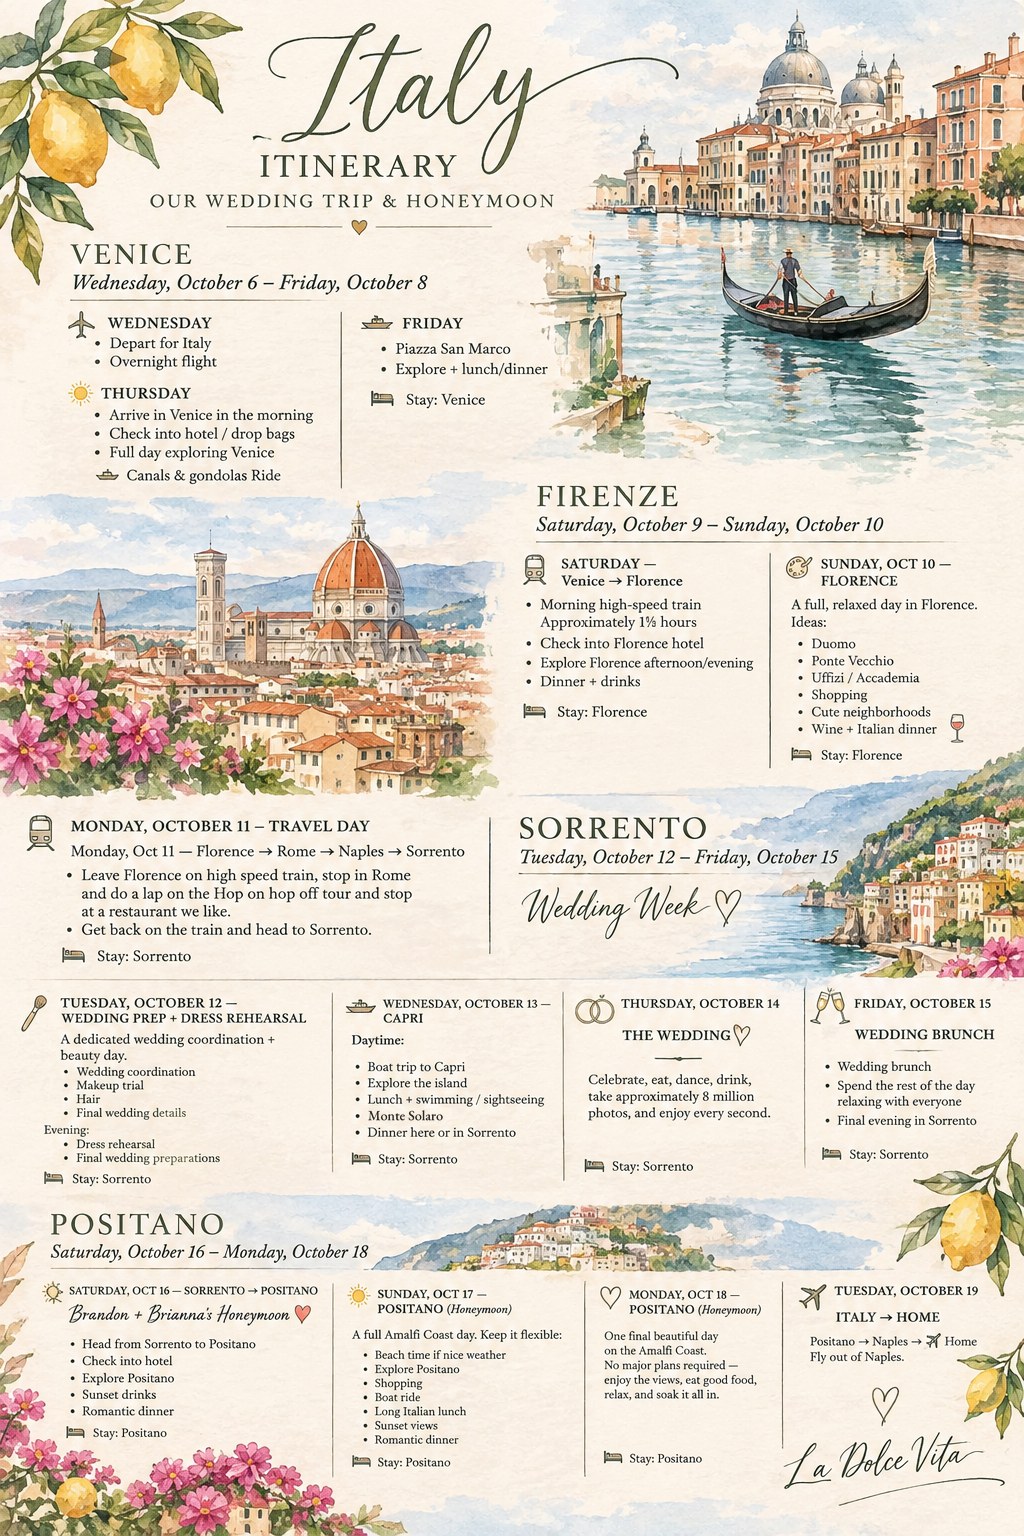 Italy
ITINERARY
OUR WEDDING TRIP & HONEYMOON
VENICE
Wednesday, October 6 – Friday, October 8
WEDNESDAY
• Depart for Italy
• Overnight flight
THURSDAY
• Arrive in Venice in the morning
• Check into hotel / drop bags
• Full day exploring Venice
Canals & gondolas Ride
FRIDAY
• Piazza San Marco
• Explore + lunch/dinner
Stay: Venice
FIRENZE
Saturday, October 9 – Sunday, October 10
SATURDAY —
Venice → Florence
• Morning high-speed train
Approximately 1½ hours
• Check into Florence hotel
• Explore Florence afternoon/evening
• Dinner + drinks
Stay: Florence
SUNDAY, OCT 10 —
FLORENCE
A full, relaxed day in Florence.
Ideas:
• Duomo
• Ponte Vecchio
• Uffizi / Accademia
• Shopping
• Cute neighborhoods
• Wine + Italian dinner
Stay: Florence
MONDAY, OCTOBER 11 – TRAVEL DAY
Monday, Oct 11 — Florence → Rome → Naples → Sorrento
• Leave Florence on high speed train, stop in Rome
and do a lap on the Hop on hop off tour and stop
at a restaurant we like.
• Get back on the train and head to Sorrento.
Stay: Sorrento
SORRENTO
Tuesday, October 12 – Friday, October 15
Wedding Week ♡
TUESDAY, OCTOBER 12 —
WEDDING PREP + DRESS REHEARSAL
A dedicated wedding coordination +
beauty day.
• Wedding coordination
• Makeup trial
• Hair
• Final wedding details
Evening:
• Dress rehearsal
• Final wedding preparations
Stay: Sorrento
WEDNESDAY, OCTOBER 13 —
CAPRI
Daytime:
• Boat trip to Capri
• Explore the island
• Lunch + swimming / sightseeing
• Monte Solaro
• Dinner here or in Sorrento
Stay: Sorrento
THURSDAY, OCTOBER 14
THE WEDDING♡
Celebrate, eat, dance, drink,
take approximately 8 million
photos, and enjoy every second.
Stay: Sorrento
FRIDAY, OCTOBER 15
WEDDING BRUNCH
• Wedding brunch
• Spend the rest of the day
relaxing with everyone
• Final evening in Sorrento
Stay: Sorrento
POSITANO
Saturday, October 16 – Monday, October 18
SATURDAY, OCT 16 — SORRENTO → POSITANO
Brandon + Brianna's Honeymoon
• Head from Sorrento to Positano
• Check into hotel
• Explore Positano
• Sunset drinks
• Romantic dinner
Stay: Positano
SUNDAY, OCT 17 —
POSITANO (Honeymoon)
A full Amalfi Coast day. Keep it flexible:
• Beach time if nice weather
• Explore Positano
• Shopping
• Boat ride
• Long Italian lunch
• Sunset views
• Romantic dinner
Stay: Positano
MONDAY, OCT 18 —
POSITANO (Honeymoon)
One final beautiful day
on the Amalfi Coast.
No major plans required —
enjoy the views, eat good food,
relax, and soak it all in.
Stay: Positano
TUESDAY, OCTOBER 19
ITALY → HOME
Positano → Naples → Home
Fly out of Naples.
La Dolce Vita